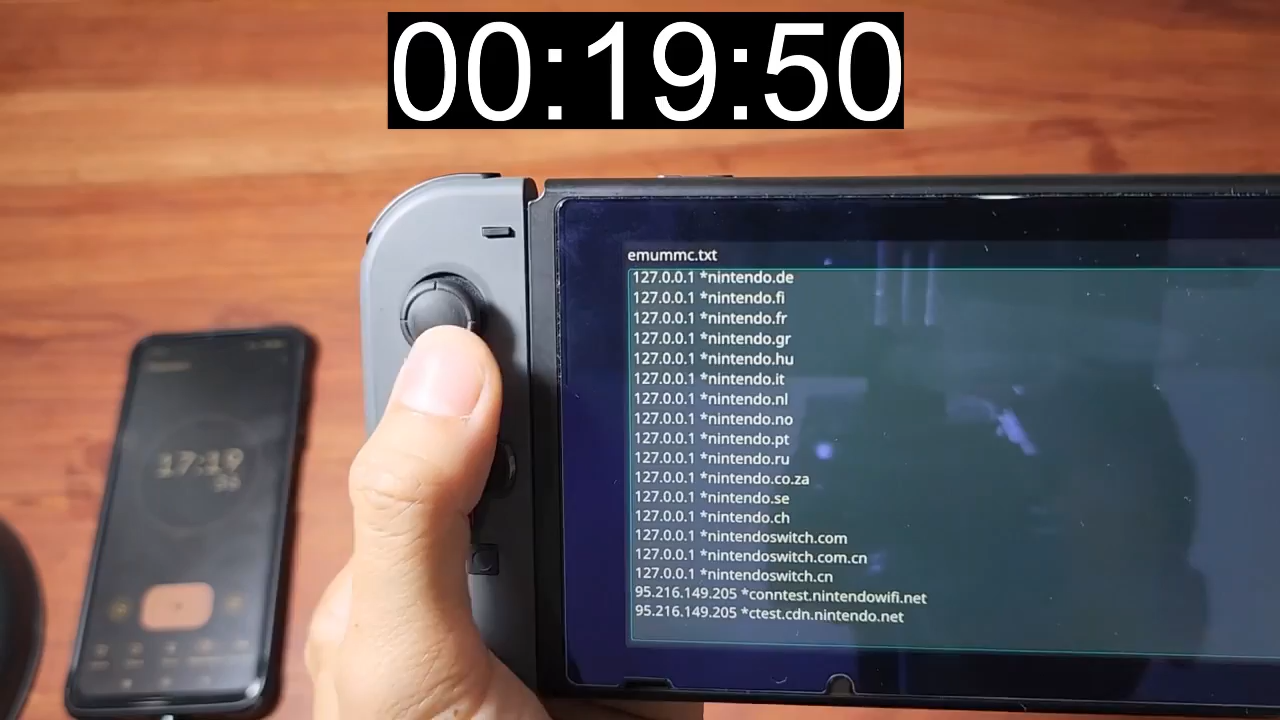 00:19:50
emummc.txt
127.0.0.1 *nintendo.de
127.0.0.1 *nintendo.fi
127.0.0.1 *nintendo.fr
127.0.0.1 *nintendo.gr
127.0.0.1 *nintendo.hu
127.0.0.1 *nintendo.it
127.0.0.1 *nintendo.nl
127.0.0.1 *nintendo.no
127.0.0.1 *nintendo.pt
127.0.0.1 *nintendo.ru
127.0.0.1 *nintendo.co.za
127.0.0.1 *nintendo.se
127.0.0.1 *nintendo.ch
127.0.0.1 *nintendoswitch.com
127.0.0.1 *nintendoswitch.com.cn
127.0.0.1 *nintendoswitch.cn
95.216.149.205 *conntest.nintendowifi.net
95.216.149.205 *ctest.cdn.nintendo.net
17:19